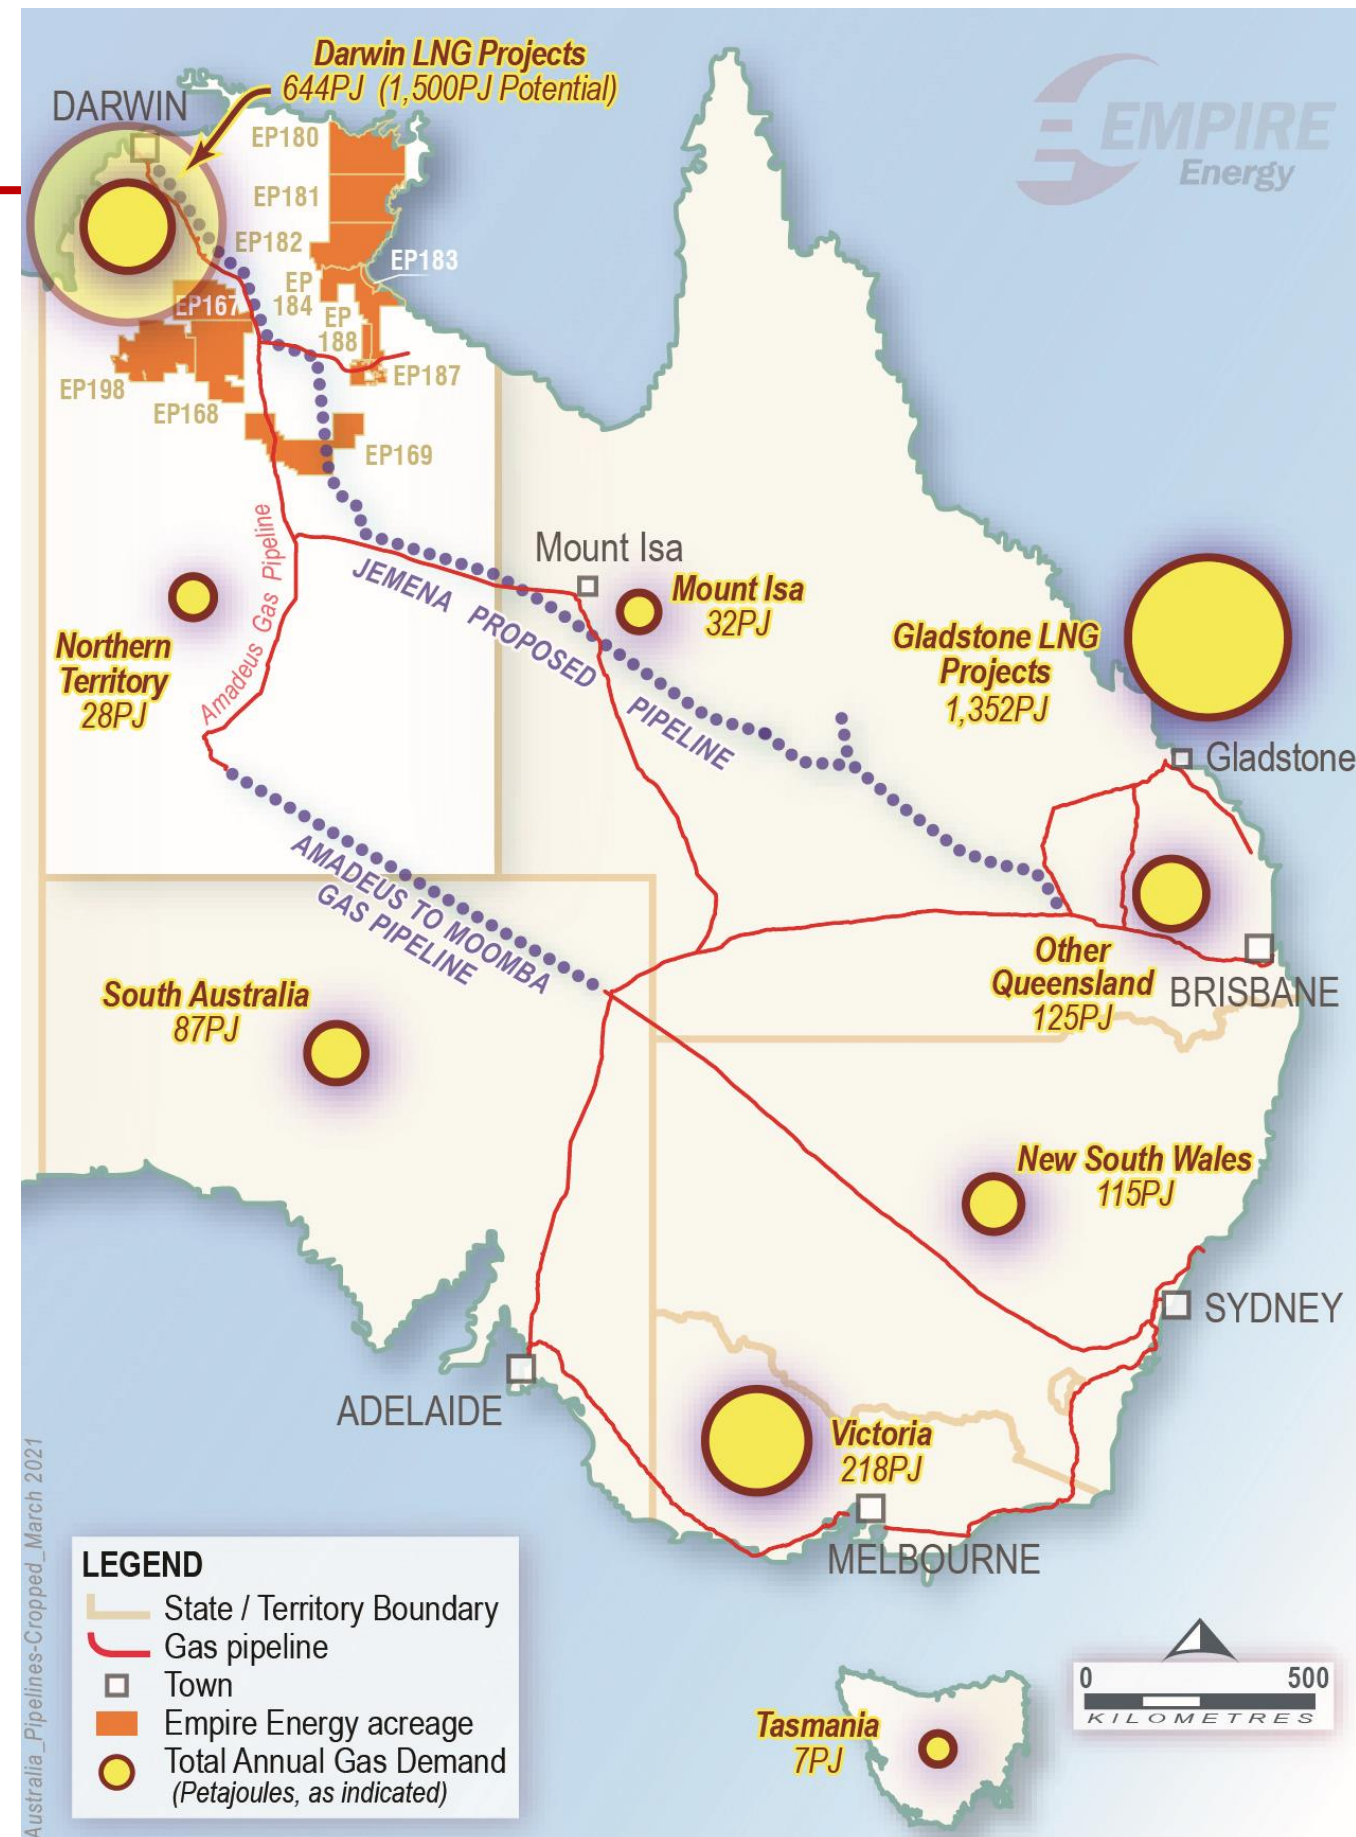 Darwin LNG Projects
644PJ (1,500PJ Potential)
DARWIN
EMPIRE
Energy
EP180
EP181
EP182
EP183
EP
184
EP167
EP
188
EP187
EP198
EP168
EP169
Amadeus Gas Pipeline
Mount Isa
JEMENA PROPOSED PIPELINE
Mount Isa
32PJ
Northern
Territory
28PJ
Gladstone LNG
Projects
1,352PJ
Gladstone
AMADEUS TO MOOMBA
GAS PIPELINE
Other
Queensland
125PJ
BRISBANE
South Australia
87PJ
New South Wales
115PJ
SYDNEY
ADELAIDE
Victoria
218PJ
MELBOURNE
Australia_Pipelines-Cropped_March 2021
LEGEND
State / Territory Boundary
Gas pipeline
Town
Empire Energy acreage
Total Annual Gas Demand
(Petajoules, as indicated)
Tasmania
7PJ
0 500
KILOMETRES